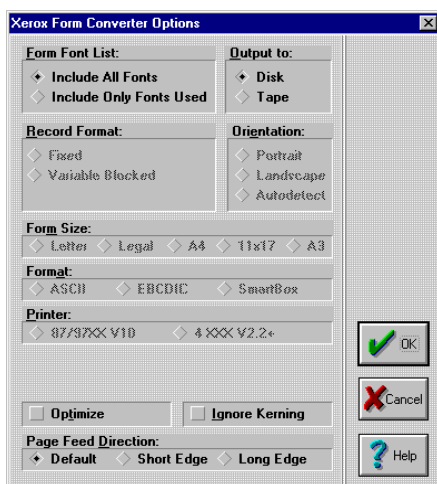 Xerox Form Converter Options
Form Font List:
Include All Fonts
Include Only Fonts Used
Output to:
Disk
Tape
Record Format:
Fixed
Variable Blocked
Orientation:
Portrait
Landscape
Autodetect
Form Size:
Letter Legal A4 11x17 A3
Format:
ASCII EBCDIC SmartBox
Printer:
87/97XX V10 4XXX V2.2+
OK
Cancel
Optimize Ignore Kerning
Page Feed Direction:
Default Short Edge Long Edge
Help